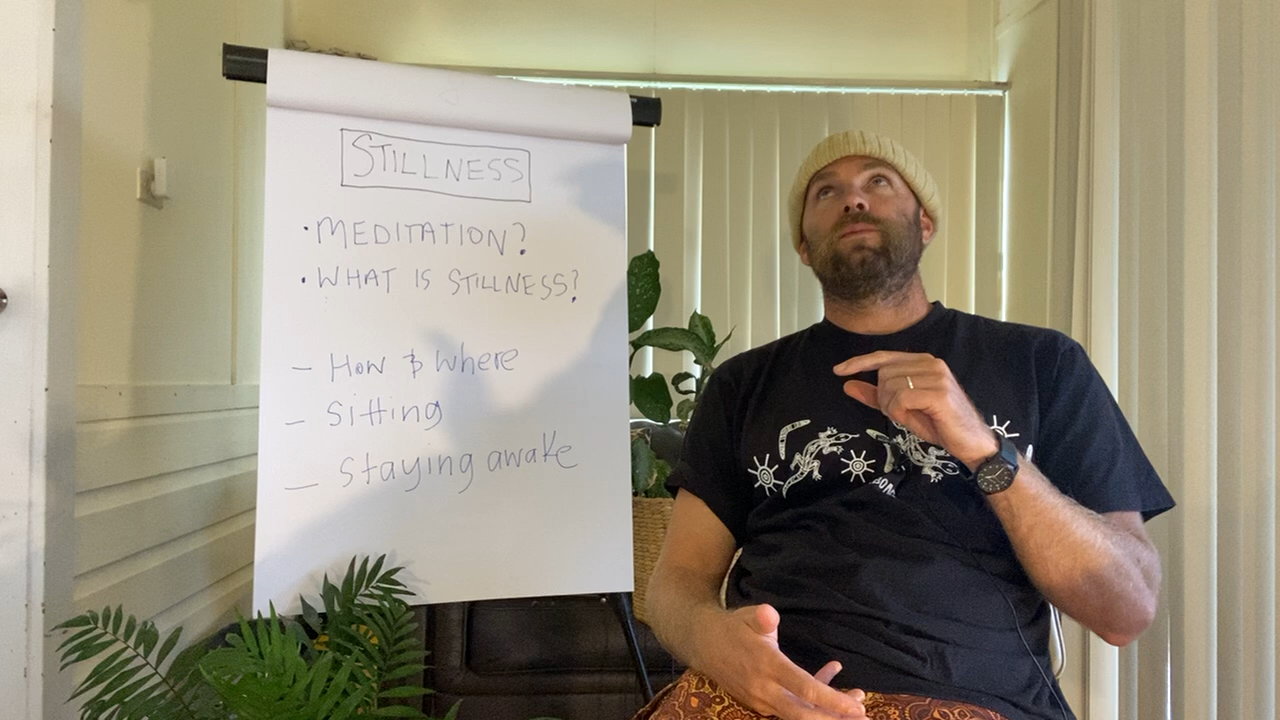 STILLNESS
• MEDITATION?
• WHAT IS STILLNESS?
- How & where
- sitting
- staying awake